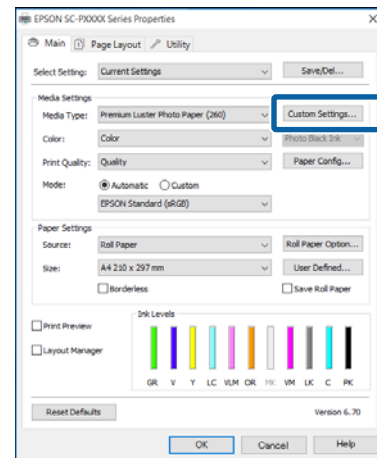 EPSON SC-PXXXX Series Properties
Main Page Layout Utility
Select Setting: Current Settings Save/Del...
Media Settings
Media Type: Premium Luster Photo Paper (260) Custom Settings...
Color: Color Photo Black Ink
Print Quality: Quality Paper Config...
Mode: Automatic Custom
EPSON Standard (sRGB)
Paper Settings
Source: Roll Paper Roll Paper Option...
Size: A4 210 x 297 mm User Defined...
Borderless Save Roll Paper
Print Preview
Layout Manager
Ink Levels
GR V Y LC VLM OR MK VM LK C PK
Reset Defaults Version 6.70
OK Cancel Help